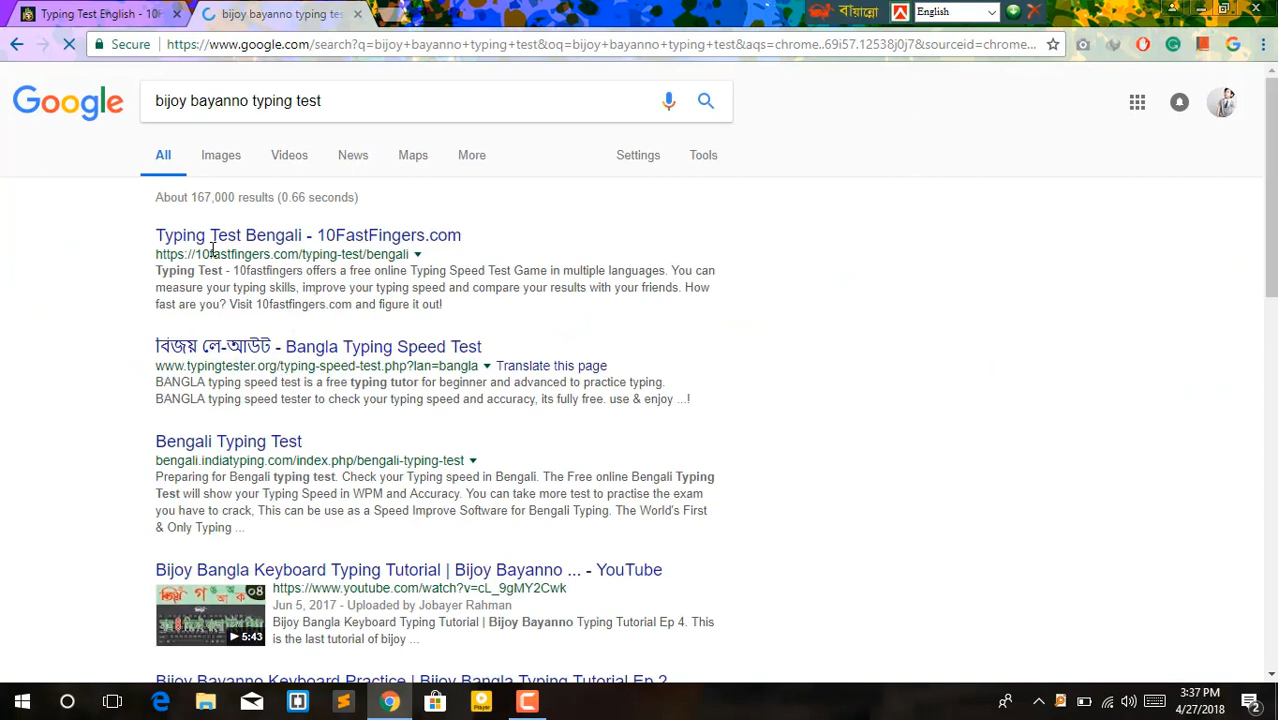 Typing Test English - 10F
bijoy bayanno typing tes
বায়ান্নো
English
Secure
https://www.google.com/search?q=bijoy+bayanno+typing+test&oq=bijoy+bayanno+typing+test&aqs=chrome..69i57.12538j0j7&sourceid=chrome...
Google
bijoy bayanno typing test
All
Images
Videos
News
Maps
More
Settings
Tools
About 167,000 results (0.66 seconds)
Typing Test Bengali - 10FastFingers.com
https://10fastfingers.com/typing-test/bengali
Typing Test - 10fastfingers offers a free online Typing Speed Test Game in multiple languages. You can
measure your typing skills, improve your typing speed and compare your results with your friends. How
fast are you? Visit 10fastfingers.com and figure it out!
বিজয় লে-আউট - Bangla Typing Speed Test
www.typingtester.org/typing-speed-test.php?lan=bangla
Translate this page
BANGLA typing speed test is a free typing tutor for beginner and advanced to practice typing.
BANGLA typing speed tester to check your typing speed and accuracy, its fully free. use & enjoy ...!
Bengali Typing Test
bengali.indiatyping.com/index.php/bengali-typing-test
Preparing for Bengali typing test. Check your Typing speed in Bengali. The Free online Bengali Typing
Test will show your Typing Speed in WPM and Accuracy. You can take more test to practise the exam
you have to crack, This can be use as a Speed Improve Software for Bengali Typing. The World's First
& Only Typing ...
Bijoy Bangla Keyboard Typing Tutorial | Bijoy Bayanno ... - YouTube
08
5:43
https://www.youtube.com/watch?v=cL_9gMY2Cwk
Jun 5, 2017 - Uploaded by Jobayer Rahman
Bijoy Bangla Keyboard Typing Tutorial | Bijoy Bayanno Typing Tutorial Ep 4. This
is the last tutorial of bijoy ...
Bijoy Bayanno Keyboard Practice | Bijoy Bangla Typing Tutorial Ep 2
3:37 PM
4/27/2018
2